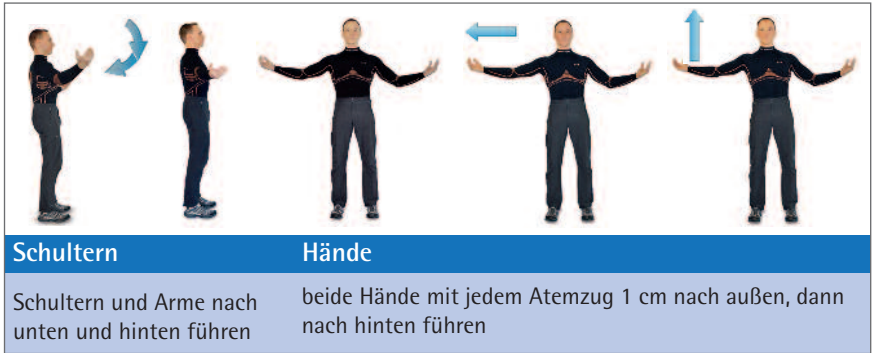 Schultern
Schultern und Arme nach
unten und hinten führen
Hände
beide Hände mit jedem Atemzug 1 cm nach außen, dann
nach hinten führen